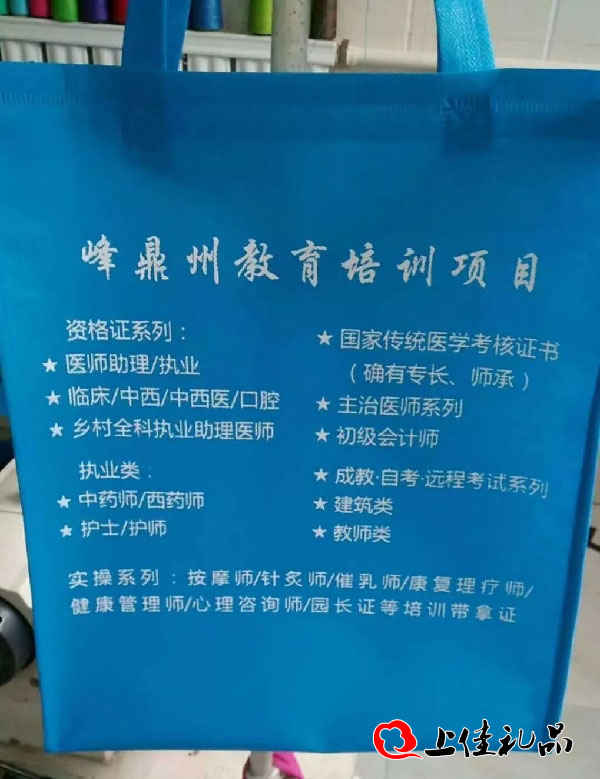 峰鼎州教育培训项目
资格证系列：
★ 医师助理/执业
★ 临床/中西/中西医/口腔
★ 乡村全科执业助理医师
执业类：
★ 中药师/西药师
★ 护士/护师
★ 国家传统医学考核证书
（确有专长、师承）
★ 主治医师系列
★ 初级会计师
★ 成教·自考·远程考试系列
★ 建筑类
★ 教师类
实操系列：按摩师/针灸师/催乳师/康复理疗师/
健康管理师/心理咨询师/园长证等培训带拿证
上佳礼品